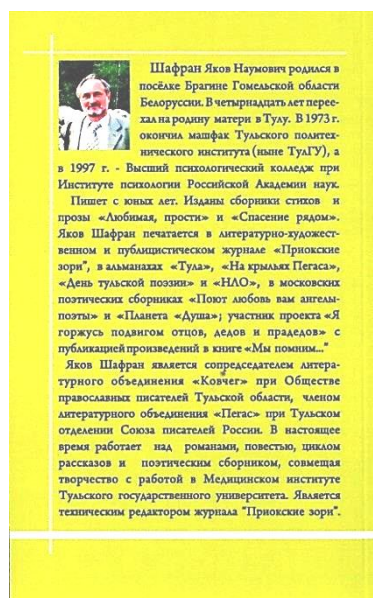 Шафран Яков Наумович родился в
посёлке Брагине Гомельской области
Белоруссии. В четырнадцать лет перее-
хал на родину матери в Тулу. В 1973 г.
окончил машфак Тульского политех-
нического института (ныне ТулГУ), а
в 1997 г. - Высший психологический колледж при
Институте психологии Российской Академии наук.
Пишет с юных лет. Изданы сборники стихов и
прозы «Любимая, прости» и «Спасение рядом».
Яков Шафран печатается в литературно-художест-
венном и публицистическом журнале «Приокские
зори", в альманахах «Тула», «На крыльях Пегаса»,
«День тульской поэзии» и «НЛО», в московских
поэтических сборниках «Поют любовь вам ангелы-
поэты» и «Планета «Душа»; участник проекта «Я
горжусь подвигом отцов, дедов и прадедов» с
публикацией произведений в книге «Мы помним..."
Яков Шафран является сопредседателем литера-
турного объединения «Ковчег» при Обществе
православных писателей Тульской области, членом
литературного объединения «Пегас» при Тульском
отделении Союза писателей России. В настоящее
время работает над романами, повестью, циклом
рассказов и поэтическим сборником, совмещая
творчество с работой в Медицинском институте
Тульского государственного университета. Является
техническим редактором журнала "Приокские зори".